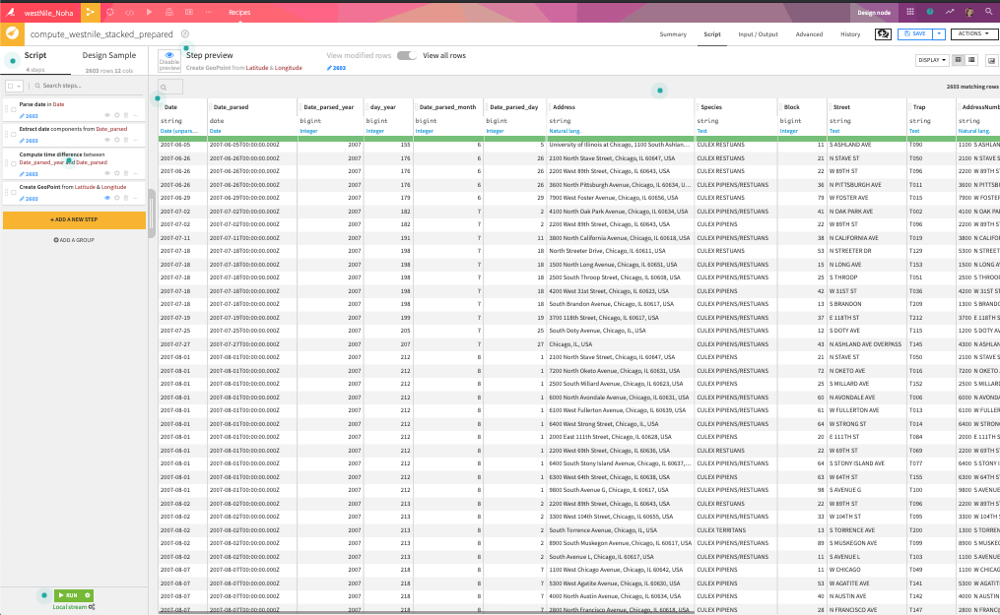 westNile_Noha
Recipes
Design node
compute_westnile_stacked_prepared
Summary Script Input / Output Advanced History SAVE ACTIONS
Script Design Sample
4 steps 2603 rows 12 cols
Disable preview
Step preview
Create GeoPoint from Latitude & Longitude
View modified rows View all rows
2603
DISPLAY
Search steps...
2603 matching rows
Parse date in Date
2603
Extract date components from Date_parsed
2603
Compute time difference between
Date_parsed_year and Date_parsed
2603
Create GeoPoint from Latitude & Longitude
2603
+ ADD A NEW STEP
ADD A GROUP
RUN
Local stream
Date Date_parsed Date_parsed_year day_year Date_parsed_month Date_parsed_day Address Species Block Street Trap AddressNumb
string date bigint bigint bigint bigint string string bigint string string string
Date (unpars... Date Integer Integer Integer Integer Natural lang. Text Integer Text Text Natural lang.
2007-06-05 2007-06-05T00:00:00.000Z 2007 155 6 5 University of Illinois at Chicago, 1100 South Ashlan... CULEX RESTUANS 11 S ASHLAND AVE T090 1100 S ASHLAN
2007-06-26 2007-06-26T00:00:00.000Z 2007 176 6 26 2100 North Stave Street, Chicago, IL 60647, USA CULEX RESTUANS 21 N STAVE ST T050 2100 N STAVE S
2007-06-26 2007-06-26T00:00:00.000Z 2007 176 6 26 2200 West 89th Street, Chicago, IL 60643, USA CULEX RESTUANS 22 W 89TH ST T096 2200 W 89TH S
2007-06-26 2007-06-26T00:00:00.000Z 2007 176 6 26 3600 North Pittsburgh Avenue, Chicago, IL 60634, U... CULEX PIPIENS/RESTUANS 36 N PITTSBURGH AVE T011 3600 N PITTSB
2007-06-29 2007-06-29T00:00:00.000Z 2007 179 6 29 7900 West Foster Avenue, Chicago, IL 60656, USA CULEX RESTUANS 79 W FOSTER AVE T015 7900 W FOSTE
2007-07-02 2007-07-02T00:00:00.000Z 2007 182 7 2 4100 North Oak Park Avenue, Chicago, IL 60634, USA CULEX PIPIENS/RESTUANS 41 N OAK PARK AVE T002 4100 N OAK P
2007-07-02 2007-07-02T00:00:00.000Z 2007 182 7 2 2200 West 89th Street, Chicago, IL 60643, USA CULEX PIPIENS 22 W 89TH ST T096 2200 W 89TH
2007-07-11 2007-07-11T00:00:00.000Z 2007 191 7 11 3800 North California Avenue, Chicago, IL 60618, USA CULEX PIPIENS/RESTUANS 38 N CALIFORNIA AVE T019 3800 N CALIFO
2007-07-18 2007-07-18T00:00:00.000Z 2007 198 7 18 North Streeter Drive, Chicago, IL 60611, USA CULEX RESTUANS 53 N STREETER DR T129 5300 N STREET
2007-07-18 2007-07-18T00:00:00.000Z 2007 198 7 18 1500 North Long Avenue, Chicago, IL 60651, USA CULEX PIPIENS/RESTUANS 15 N LONG AVE T153 1500 N LONG A
2007-07-18 2007-07-18T00:00:00.000Z 2007 198 7 18 2500 South Throop Street, Chicago, IL 60608, USA CULEX PIPIENS/RESTUANS 25 S THROOP T051 2500 S THROO
2007-07-18 2007-07-18T00:00:00.000Z 2007 198 7 18 4200 West 31st Street, Chicago, IL 60623, USA CULEX PIPIENS 42 W 31ST ST T036 4200 W 31ST
2007-07-18 2007-07-18T00:00:00.000Z 2007 198 7 18 South Brandon Avenue, Chicago, IL 60617, USA CULEX PIPIENS/RESTUANS 13 S BRANDON T209 1300 S BRAND
2007-07-19 2007-07-19T00:00:00.000Z 2007 199 7 19 3700 118th Street, Chicago, IL 60617, USA CULEX PIPIENS/RESTUANS 37 E 118TH ST T212 3700 E 118TH
2007-07-25 2007-07-25T00:00:00.000Z 2007 205 7 25 South Doty Avenue, Chicago, IL, USA CULEX PIPIENS/RESTUANS 12 S DOTY AVE T115 1200 S DOTY A
2007-07-27 2007-07-27T00:00:00.000Z 2007 207 7 27 Chicago, IL, USA CULEX PIPIENS/RESTUANS 43 N ASHLAND AVE OVERPASS T145 4300 N ASHLAN
2007-08-01 2007-08-01T00:00:00.000Z 2007 212 8 1 2100 North Stave Street, Chicago, IL 60647, USA CULEX PIPIENS 21 N STAVE ST T050 2100 N STAVE
2007-08-01 2007-08-01T00:00:00.000Z 2007 212 8 1 7200 North Oketo Avenue, Chicago, IL 60631, USA CULEX PIPIENS/RESTUANS 72 N OKETO AVE T016 7200 N OKETO
2007-08-01 2007-08-01T00:00:00.000Z 2007 212 8 1 2500 South Millard Avenue, Chicago, IL 60623, USA CULEX PIPIENS 25 S MILLARD AVE T152 2500 S MILLAR
2007-08-01 2007-08-01T00:00:00.000Z 2007 212 8 1 6000 North Avondale Avenue, Chicago, IL 60631, USA CULEX PIPIENS/RESTUANS 60 N AVONDALE AVE T006 6000 N AVOND
2007-08-01 2007-08-01T00:00:00.000Z 2007 212 8 1 6100 West Fullerton Avenue, Chicago, IL 60639, USA CULEX PIPIENS/RESTUANS 61 W FULLERTON AVE T013 6100 W FULLER
2007-08-01 2007-08-01T00:00:00.000Z 2007 212 8 1 6400 West Strong Street, Chicago, IL, USA CULEX PIPIENS/RESTUANS 64 W STRONG ST T014 6400 W STRON
2007-08-01 2007-08-01T00:00:00.000Z 2007 212 8 1 2000 East 111th Street, Chicago, IL 60628, USA CULEX PIPIENS 20 E 111TH ST T084 2000 E 111TH
2007-08-01 2007-08-01T00:00:00.000Z 2007 212 8 1 2200 West 69th Street, Chicago, IL 60636, USA CULEX RESTUANS 22 W 69TH ST T069 2200 W 69TH S
2007-08-01 2007-08-01T00:00:00.000Z 2007 212 8 1 6400 South Stony Island Avenue, Chicago, IL 60637,... CULEX PIPIENS/RESTUANS 64 S STONY ISLAND AVE T077 6400 S STONY
2007-08-01 2007-08-01T00:00:00.000Z 2007 212 8 1 6300 West 64th Street, Chicago, IL 60638, USA CULEX PIPIENS 63 W 64TH ST T155 6300 W 64TH S
2007-08-01 2007-08-01T00:00:00.000Z 2007 212 8 1 9800 South Avenue G, Chicago, IL 60617, USA CULEX PIPIENS/RESTUANS 98 S AVENUE G T100 9800 S AVENUE
2007-08-02 2007-08-02T00:00:00.000Z 2007 213 8 2 2200 West 89th Street, Chicago, IL 60643, USA CULEX RESTUANS 22 W 89TH ST T096 2200 W 89TH S
2007-08-02 2007-08-02T00:00:00.000Z 2007 213 8 2 3300 West 104th Street, Chicago, IL 60655, USA CULEX PIPIENS/RESTUANS 33 W 104TH ST T095 3300 W 104TH
2007-08-02 2007-08-02T00:00:00.000Z 2007 213 8 2 South Torrence Avenue, Chicago, IL, USA CULEX TERRITANS 13 S TORRENCE AVE T200 1300 S TORREN
2007-08-02 2007-08-02T00:00:00.000Z 2007 213 8 2 8900 South Muskegon Avenue, Chicago, IL 60617, USA CULEX PIPIENS/RESTUANS 89 S MUSKEGON AVE T099 8900 S MUSKE
2007-08-02 2007-08-02T00:00:00.000Z 2007 213 8 2 South Avenue L, Chicago, IL 60617, USA CULEX PIPIENS/RESTUANS 11 S AVENUE L T103 1100 S AVENUE
2007-08-07 2007-08-07T00:00:00.000Z 2007 218 8 7 1100 West Chicago Avenue, Chicago, IL 60642, USA CULEX PIPIENS/RESTUANS 11 W CHICAGO T049 1100 W CHICAG
2007-08-07 2007-08-07T00:00:00.000Z 2007 218 8 7 5300 West Agatite Avenue, Chicago, IL 60630, USA CULEX PIPIENS/RESTUANS 53 W AGATITE AVE T141 5300 W AGATIT
2007-08-07 2007-08-07T00:00:00.000Z 2007 218 8 7 4000 North Austin Avenue, Chicago, IL 60634, USA CULEX PIPIENS/RESTUANS 40 N AUSTIN AVE T142 4000 N AUSTIN
2007-08-07 2007-08-07T00:00:00.000Z 2007 218 8 7 2800 North Francisco Avenue, Chicago, IL 60618, USA CULEX PIPIENS/RESTUANS 28 N FRANCISCO AVE T147 2800 N FRANCI